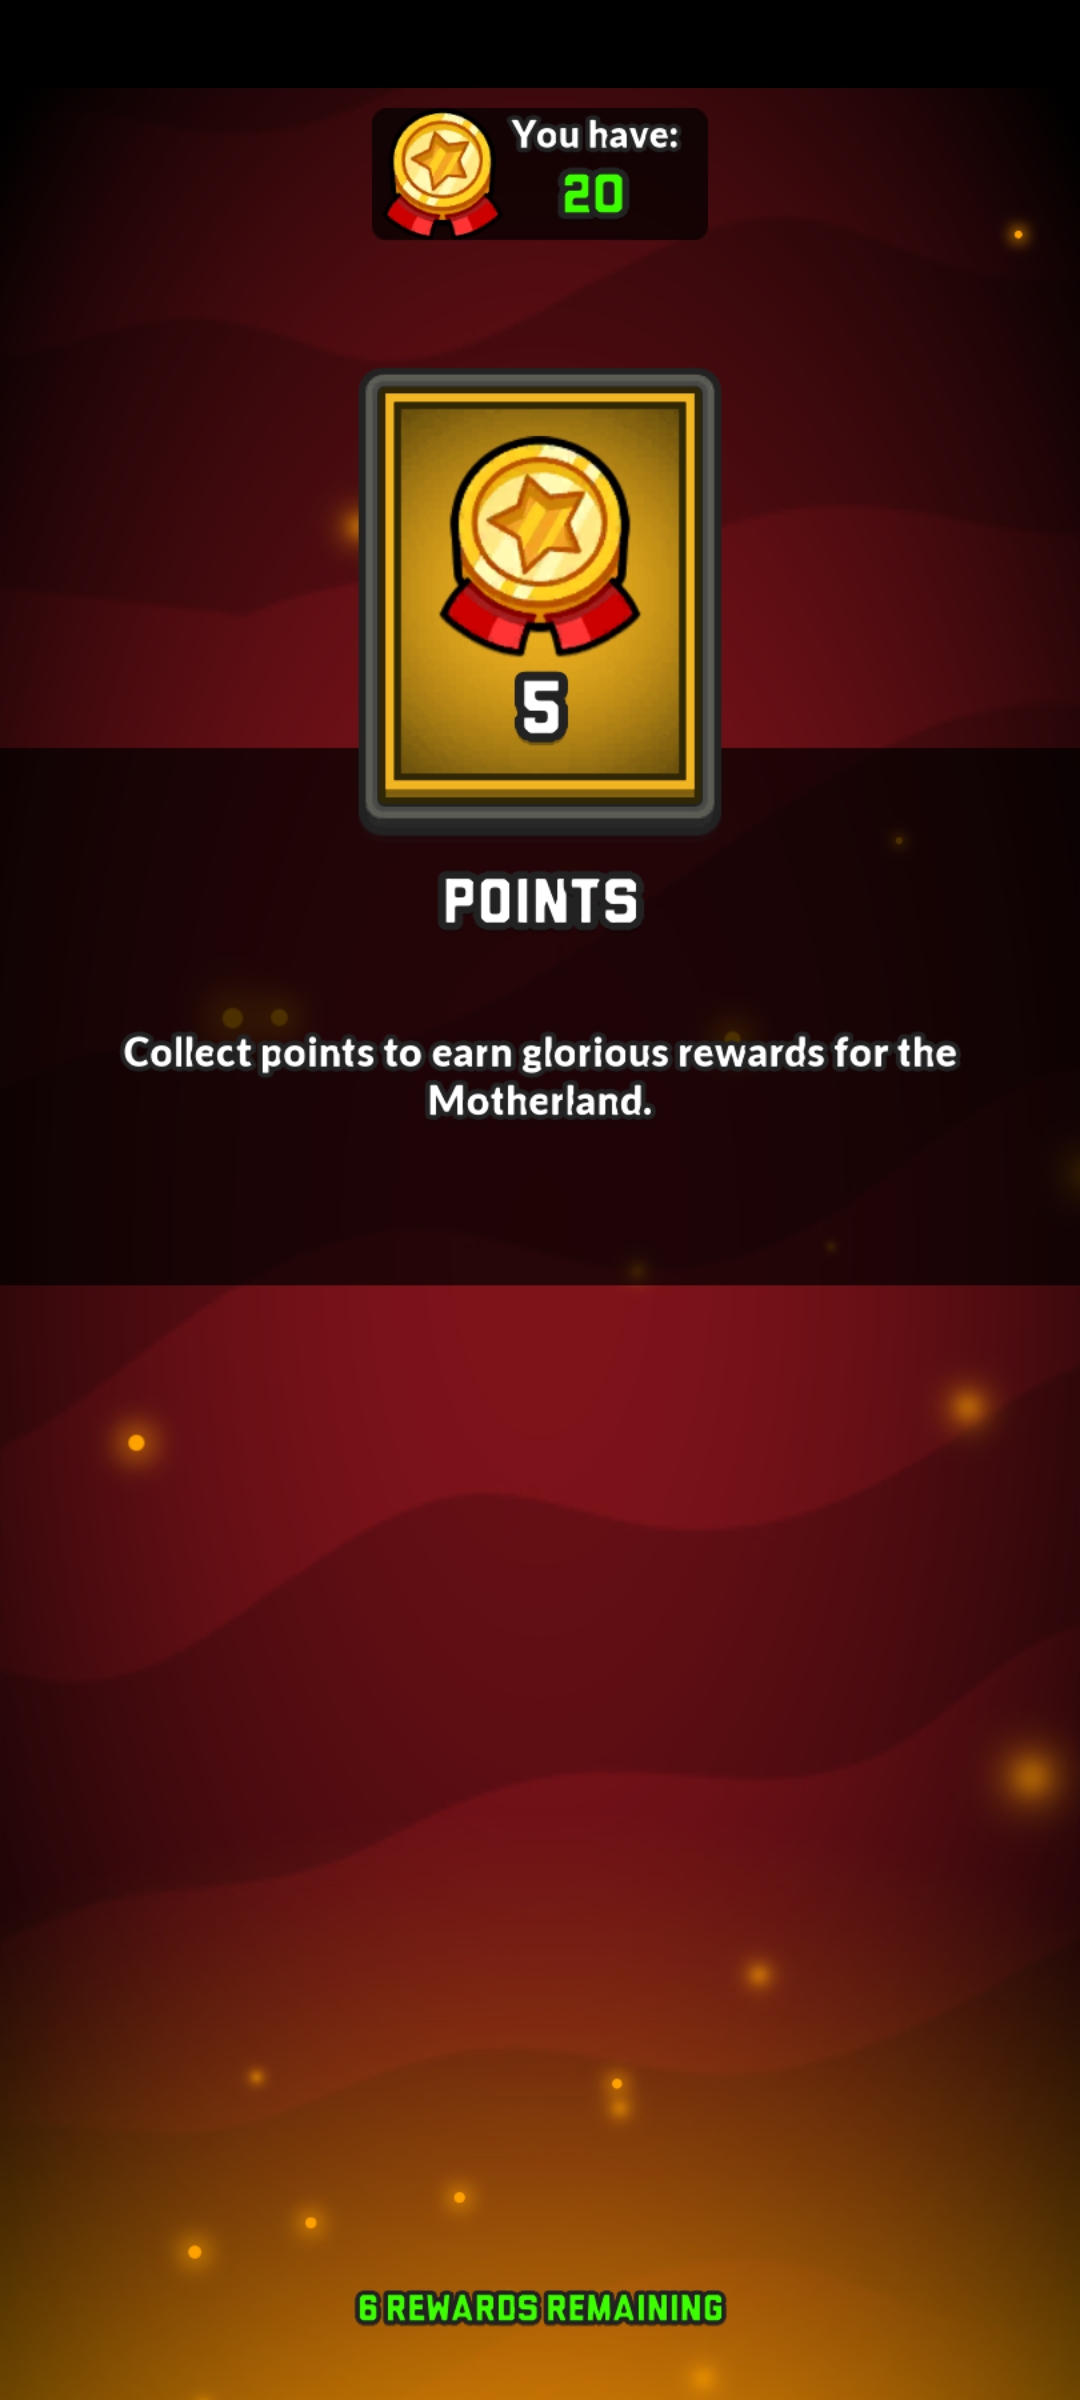 You have:
20
5
POINTS
Collect points to earn glorious rewards for the
Motherland.
6 REWARDS REMAINING